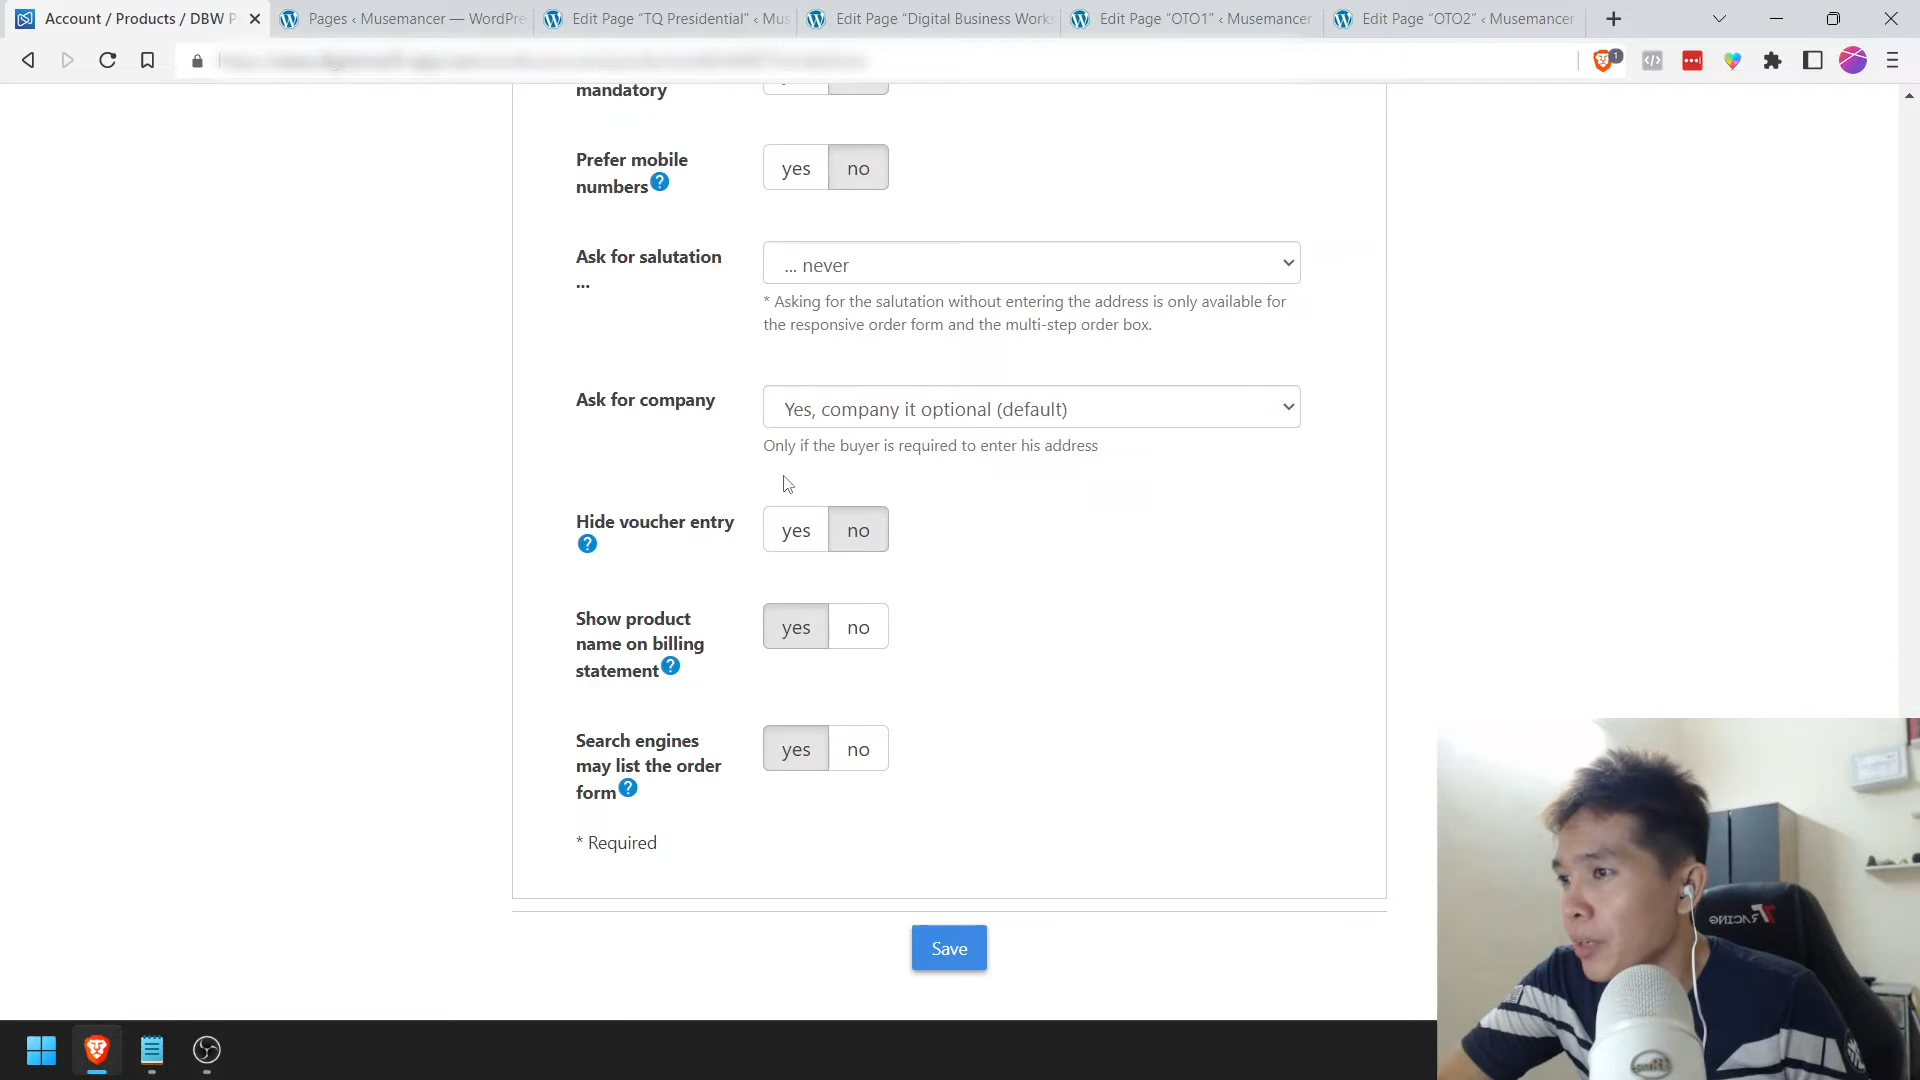 Account / Products / DBW P
Pages ‹ Musemancer — WordPre
Edit Page “TQ Presidential” ‹ Mus
Edit Page “Digital Business Works
Edit Page “OTO1” ‹ Musemancer
Edit Page “OTO2” ‹ Musemancer
1
mandatory
Prefer mobile
numbers ?
yes no
Ask for salutation
...
... never
* Asking for the salutation without entering the address is only available for
the responsive order form and the multi-step order box.
Ask for company
Yes, company it optional (default)
Only if the buyer is required to enter his address
Hide voucher entry
?
yes no
Show product
name on billing
statement ?
yes no
Search engines
may list the order
form ?
yes no
* Required
Save